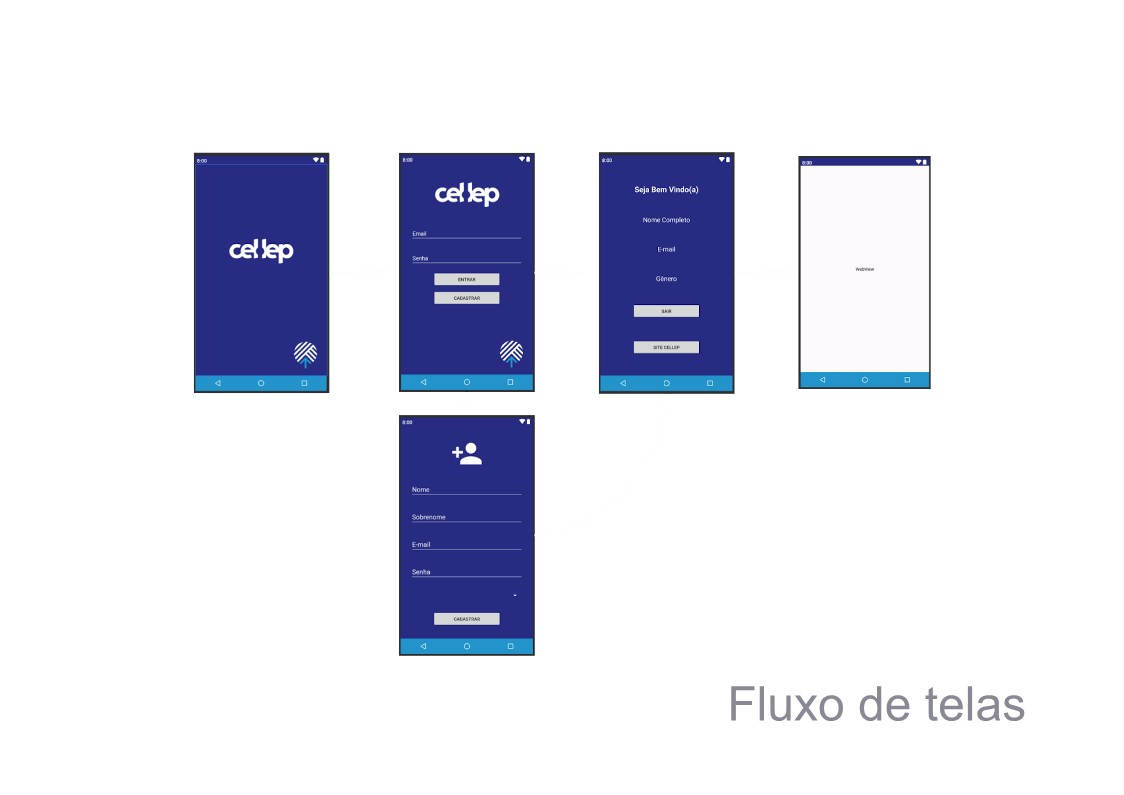 8:00
cellep
8:00
cellep
Email
Senha
ENTRAR
CADASTRAR
8:00
Seja Bem Vindo(a)
Nome Completo
E-mail
Gênero
SAIR
SITE CELLEP
8:00
WebView
8:00
Nome
Sobrenome
E-mail
Senha
CADASTRAR
Fluxo de telas